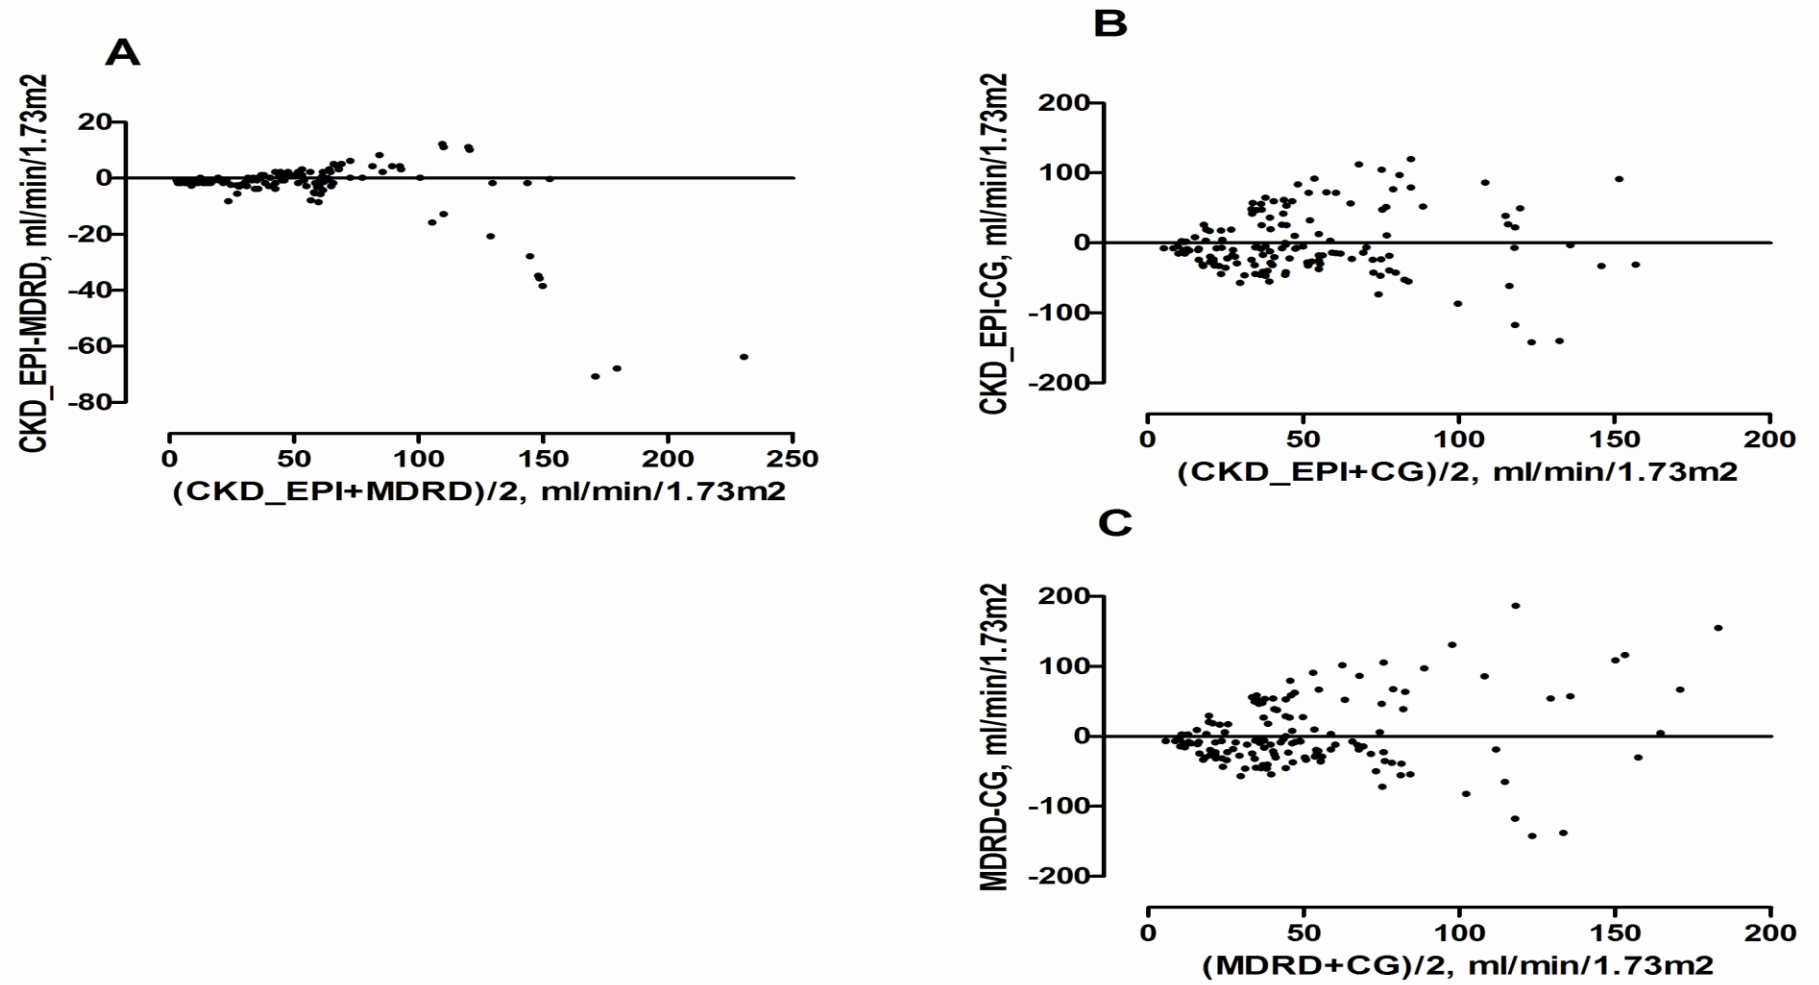 A
CKD_EPI-MDRD, ml/min/1.73m2
20
0
-20
-40
-60
-80
0 50 100 150 200 250
(CKD_EPI+MDRD)/2, ml/min/1.73m2
B
CKD_EPI-CG, ml/min/1.73m2
200
100
0
-100
-200
0 50 100 150 200
(CKD_EPI+CG)/2, ml/min/1.73m2
C
MDRD-CG, ml/min/1.73m2
200
100
0
-100
-200
0 50 100 150 200
(MDRD+CG)/2, ml/min/1.73m2